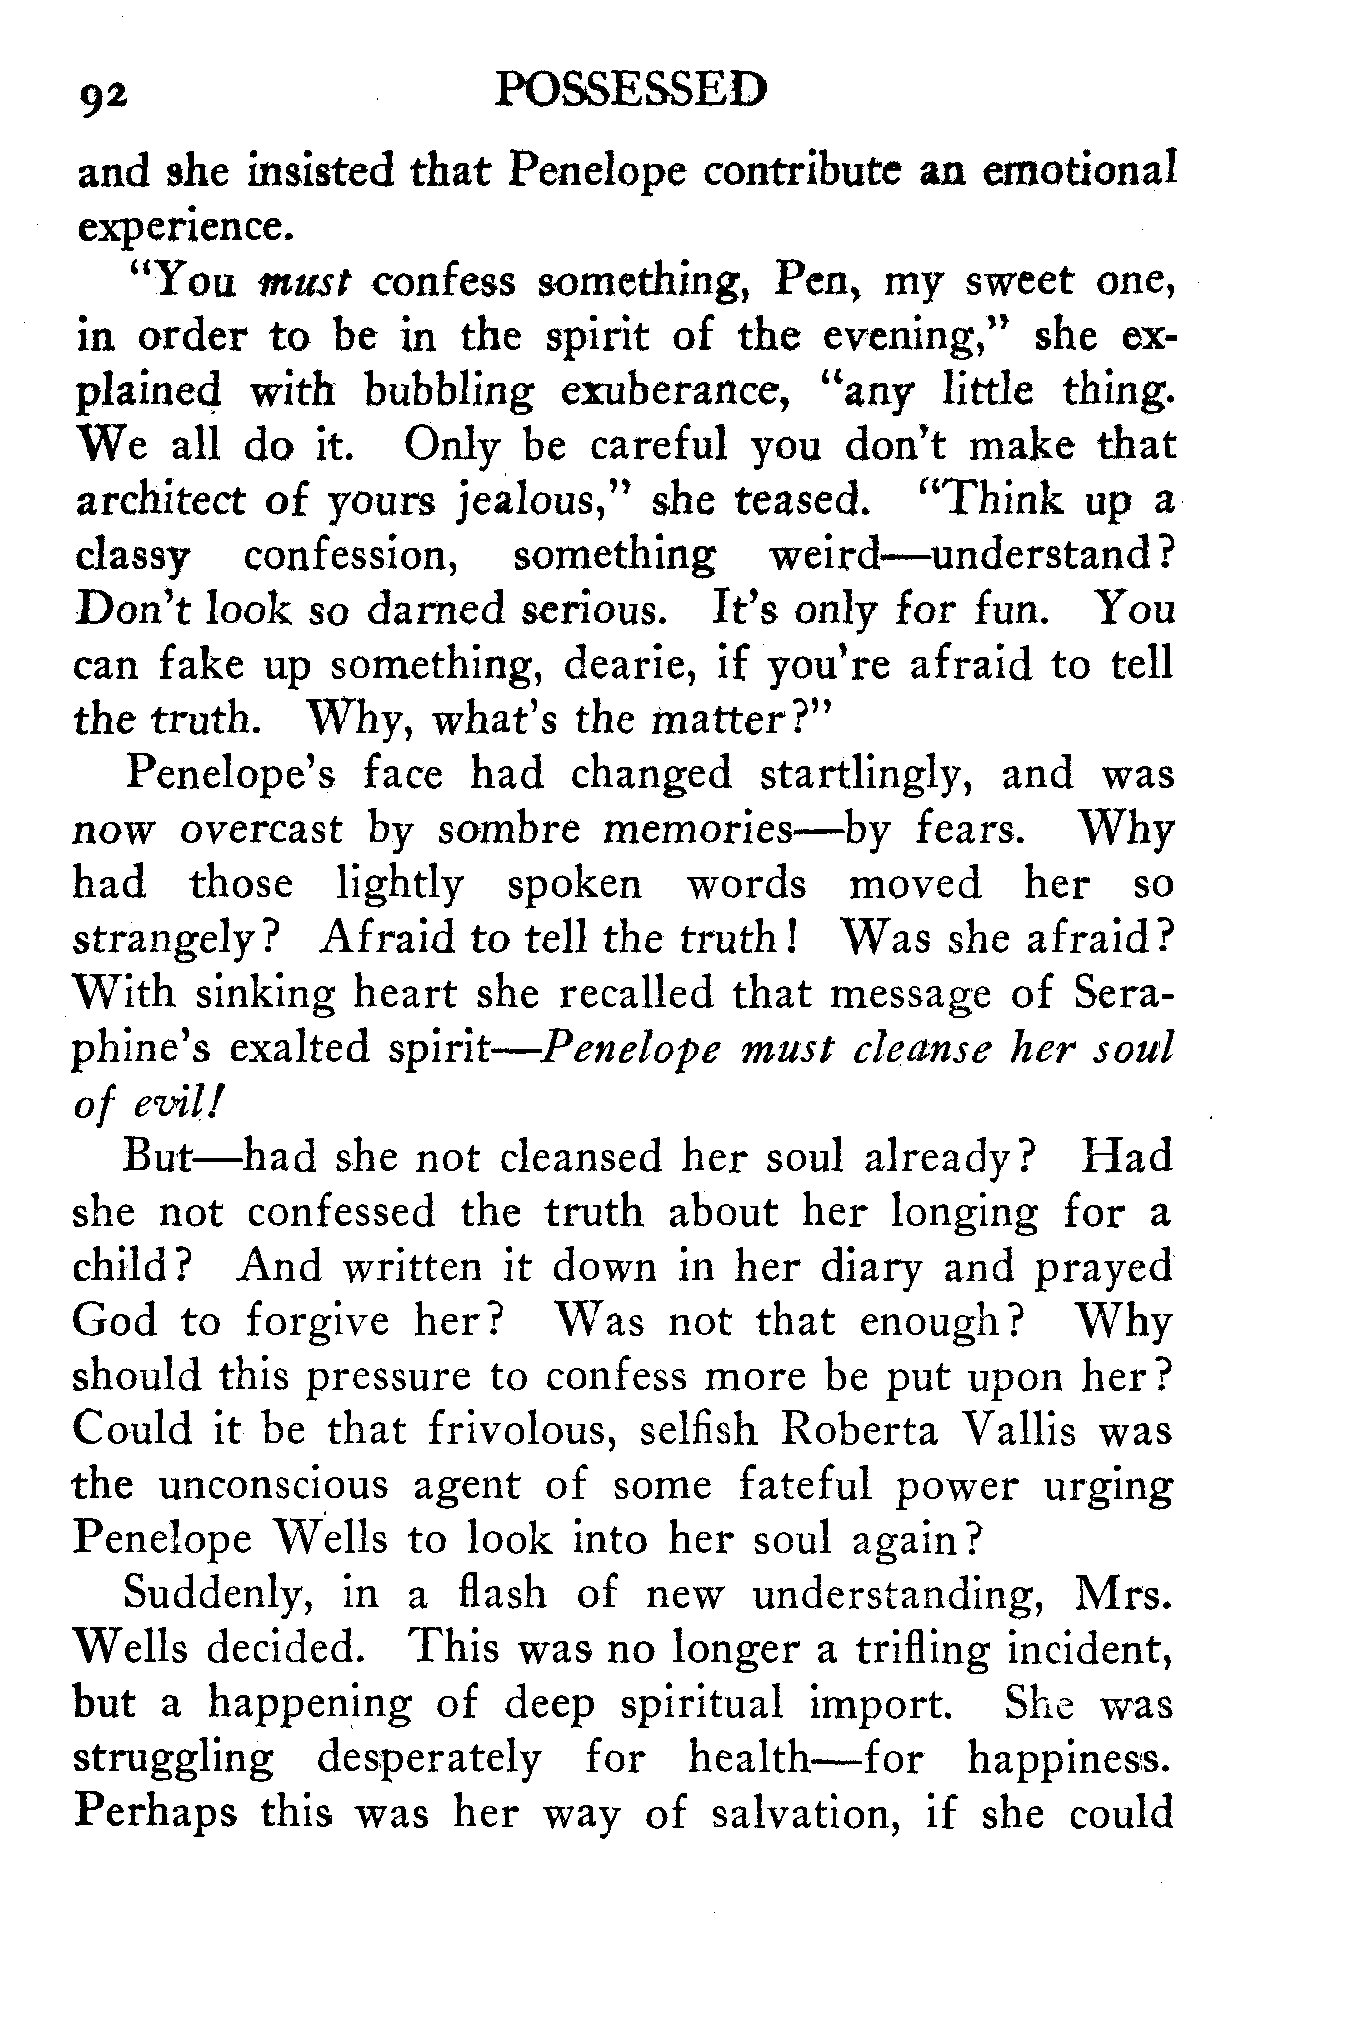 92 POSSESSED
and she insisted that Penelope contribute an emotional
experience.
"You must confess something, Pen, my sweet one,
in order to be in the spirit of the evening," she ex-
plained with bubbling exuberance, "any little thing.
We all do it. Only be careful you don't make that
architect of yours jealous," she teased. "Think up a
classy confession, something weird—understand?
Don't look so darned serious. It's only for fun. You
can fake up something, dearie, if you're afraid to tell
the truth. Why, what's the matter?"
Penelope's face had changed startlingly, and was
now overcast by sombre memories—by fears. Why
had those lightly spoken words moved her so
strangely? Afraid to tell the truth! Was she afraid?
With sinking heart she recalled that message of Sera-
phine's exalted spirit—Penelope must cleanse her soul
of evil!
But—had she not cleansed her soul already? Had
she not confessed the truth about her longing for a
child? And written it down in her diary and prayed
God to forgive her? Was not that enough? Why
should this pressure to confess more be put upon her?
Could it be that frivolous, selfish Roberta Vallis was
the unconscious agent of some fateful power urging
Penelope Wells to look into her soul again?
Suddenly, in a flash of new understanding, Mrs.
Wells decided. This was no longer a trifling incident,
but a happening of deep spiritual import. She was
struggling desperately for health—for happiness.
Perhaps this was her way of salvation, if she could